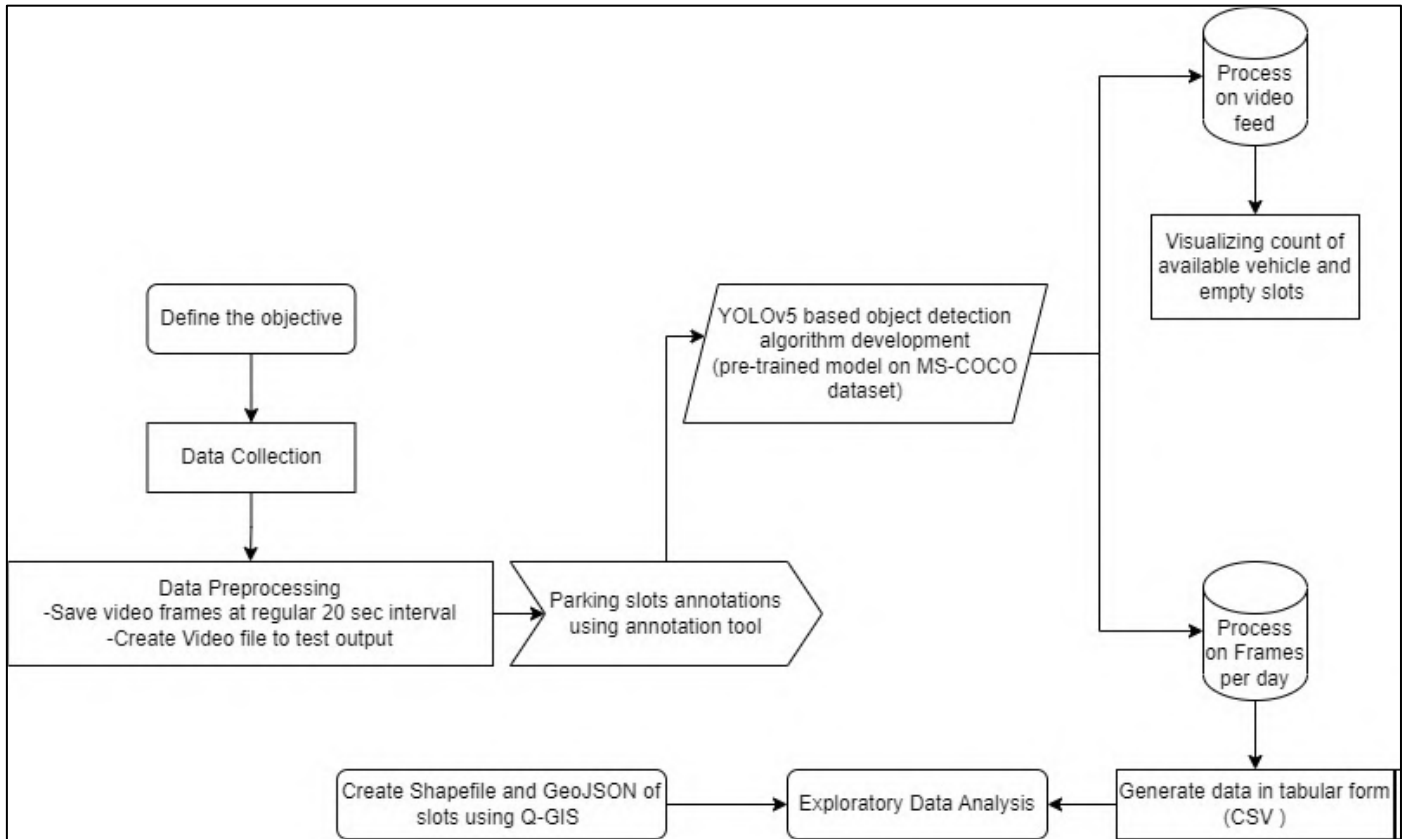 Define the objective
Data Collection
Data Preprocessing
-Save video frames at regular 20 sec interval
-Create Video file to test output
Parking slots annotations
using annotation tool
YOLOv5 based object detection
algorithm development
(pre-trained model on MS-COCO
dataset)
Process
on video
feed
Visualizing count of
available vehicle and
empty slots
Process
on Frames
per day
Generate data in tabular form
(CSV )
Exploratory Data Analysis
Create Shapefile and GeoJSON of
slots using Q-GIS